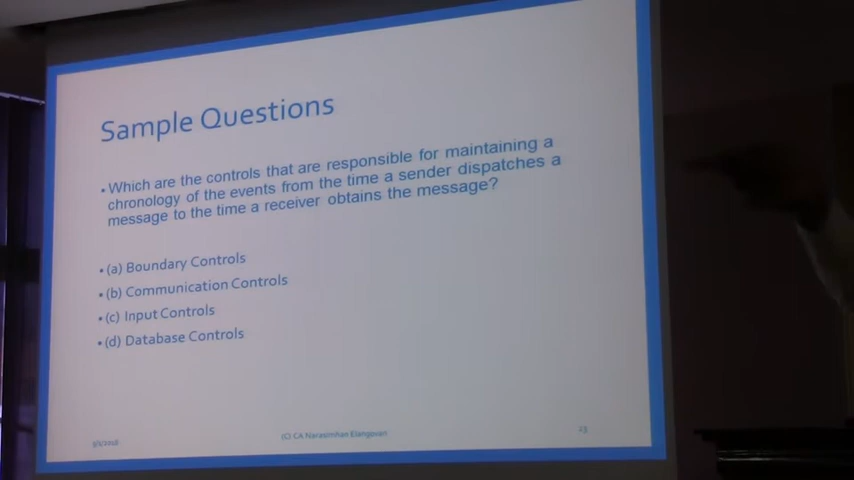 Sample Questions
▪ Which are the controls that are responsible for maintaining a
chronology of the events from the time a sender dispatches a
message to the time a receiver obtains the message?
▪ (a) Boundary Controls
▪ (b) Communication Controls
▪ (c) Input Controls
▪ (d) Database Controls
(C) CA Narasimhan Elangovan